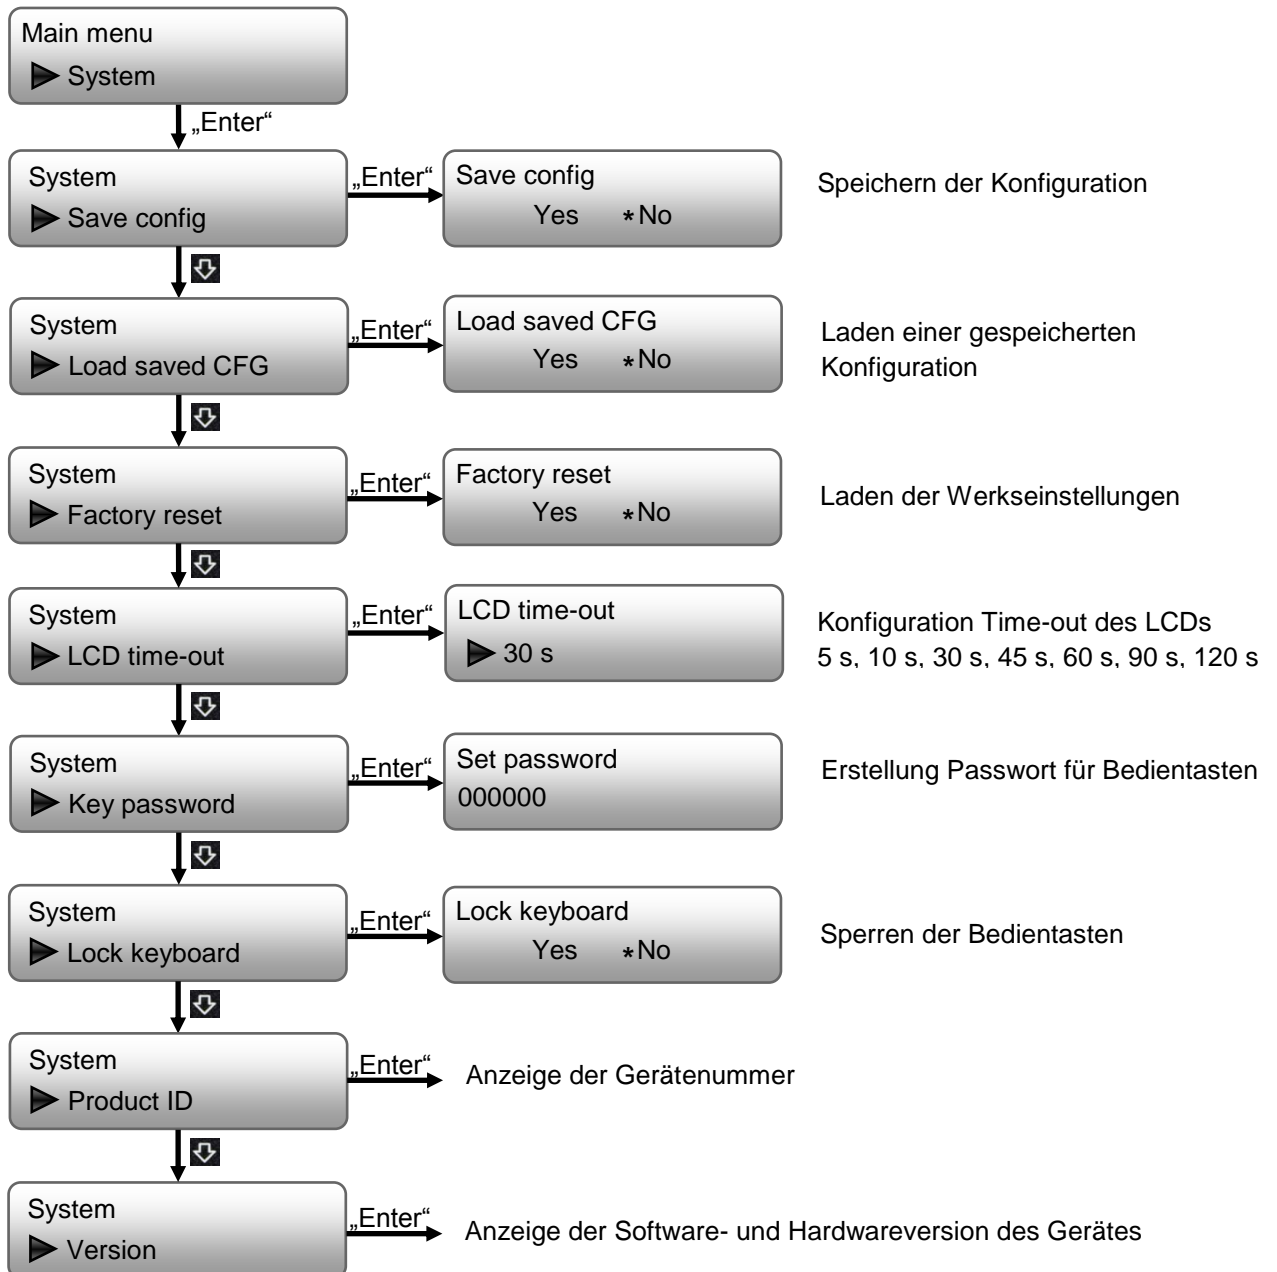 Main menu
System
„Enter“
System
Save config
„Enter“
Save config
Yes *No
Speichern der Konfiguration
System
Load saved CFG
„Enter“
Load saved CFG
Yes *No
Laden einer gespeicherten
Konfiguration
System
Factory reset
„Enter“
Factory reset
Yes *No
Laden der Werkseinstellungen
System
LCD time-out
„Enter“
LCD time-out
30 s
Konfiguration Time-out des LCDs
5 s, 10 s, 30 s, 45 s, 60 s, 90 s, 120 s
System
Key password
„Enter“
Set password
000000
Erstellung Passwort für Bedientasten
System
Lock keyboard
„Enter“
Lock keyboard
Yes *No
Sperren der Bedientasten
System
Product ID
„Enter“
Anzeige der Gerätenummer
System
Version
„Enter“
Anzeige der Software- und Hardwareversion des Gerätes